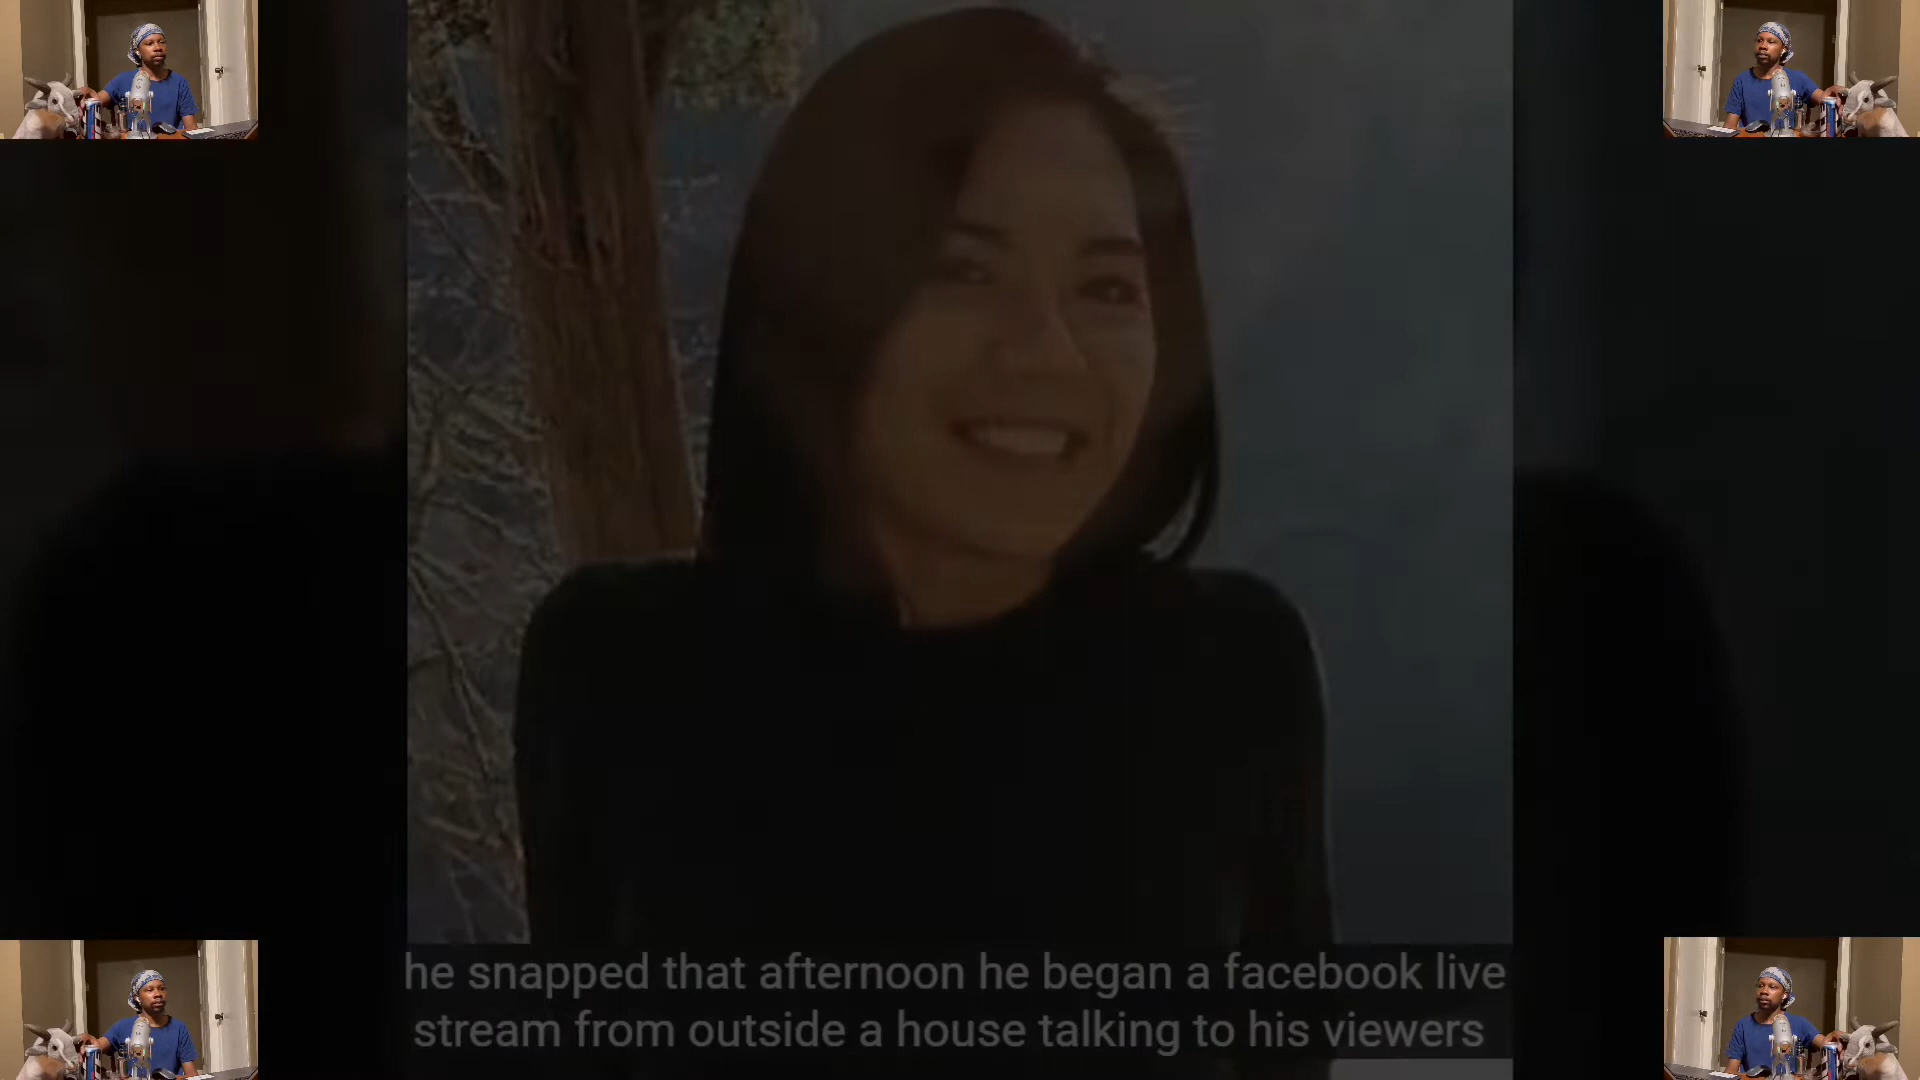 he snapped that afternoon he began a facebook live
stream from outside a house talking to his viewers